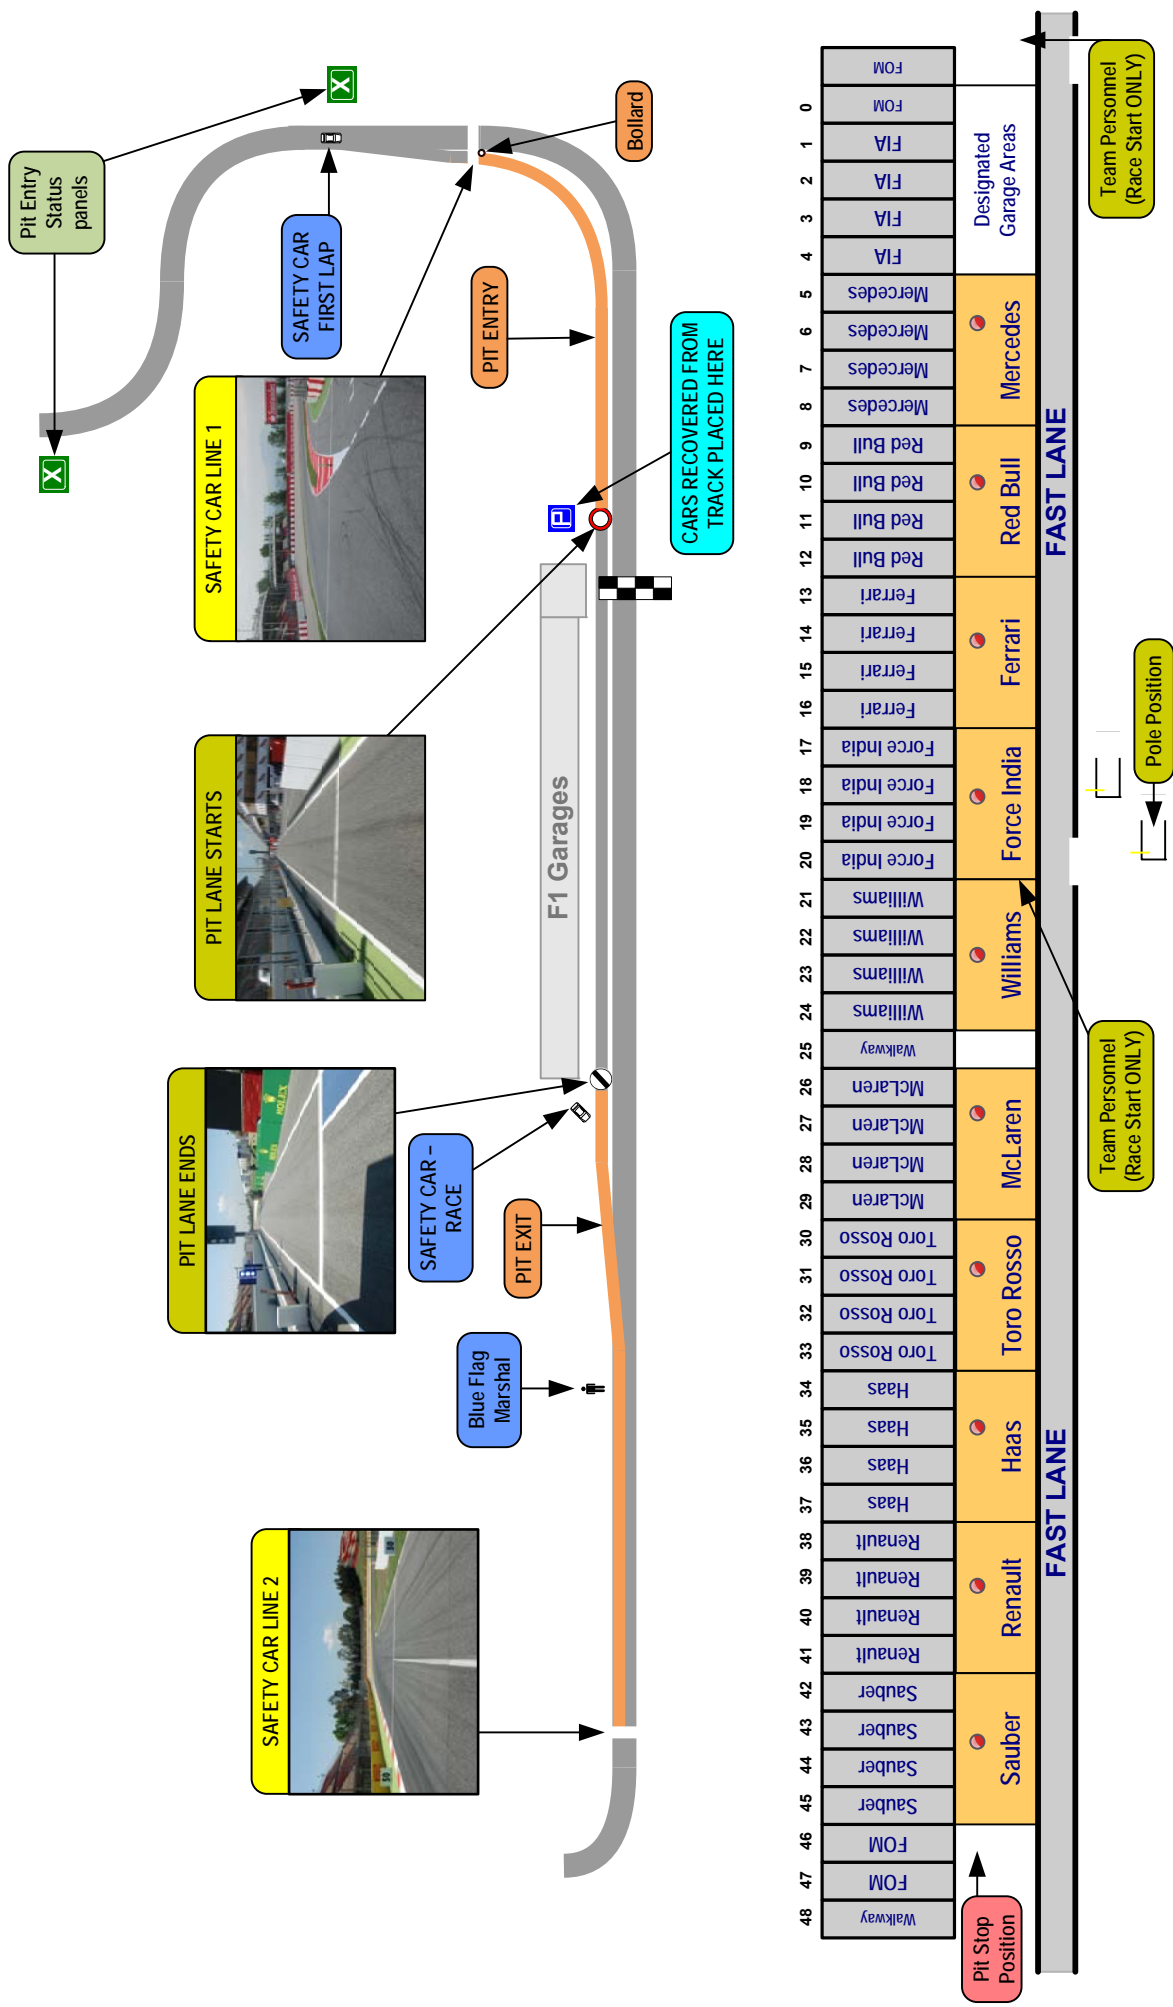 Pit Entry
Status
panels
X
X
SAFETY CAR
FIRST LAP
Bollard
SAFETY CAR LINE 1
PIT ENTRY
CARS RECOVERED FROM
TRACK PLACED HERE
P
PIT LANE STARTS
F1 Garages
PIT LANE ENDS
ROLEX
SAFETY CAR –
RACE
PIT EXIT
Blue Flag
Marshal
SAFETY CAR LINE 2
50
50
FOM
0 FOM
1 FIA
2 FIA
3 FIA
4 FIA
5 Mercedes
6 Mercedes
7 Mercedes
8 Mercedes
9 Red Bull
10 Red Bull
11 Red Bull
12 Red Bull
13 Ferrari
14 Ferrari
15 Ferrari
16 Ferrari
17 Force India
18 Force India
19 Force India
20 Force India
21 Williams
22 Williams
23 Williams
24 Williams
25 Walkway
26 McLaren
27 McLaren
28 McLaren
29 McLaren
30 Toro Rosso
31 Toro Rosso
32 Toro Rosso
33 Toro Rosso
34 Haas
35 Haas
36 Haas
37 Haas
38 Renault
39 Renault
40 Renault
41 Renault
42 Sauber
43 Sauber
44 Sauber
45 Sauber
46 FOM
47 FOM
48 Walkway
Designated
Garage Areas
Mercedes
Red Bull
Ferrari
Force India
Williams
McLaren
Toro Rosso
Haas
Renault
Sauber
Pit Stop
Position
FAST LANE
FAST LANE
Team Personnel
(Race Start ONLY)
Pole Position
Team Personnel
(Race Start ONLY)